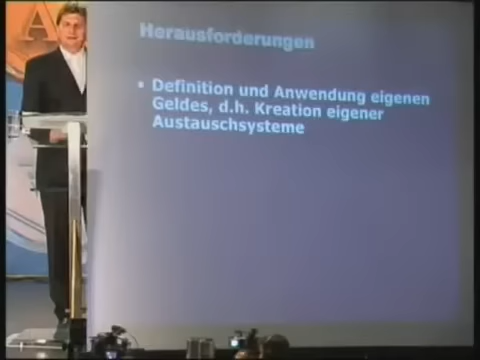 Herausforderungen
• Definition und Anwendung eigenen
Geldes, d.h. Kreation eigener
Austauschsysteme
A